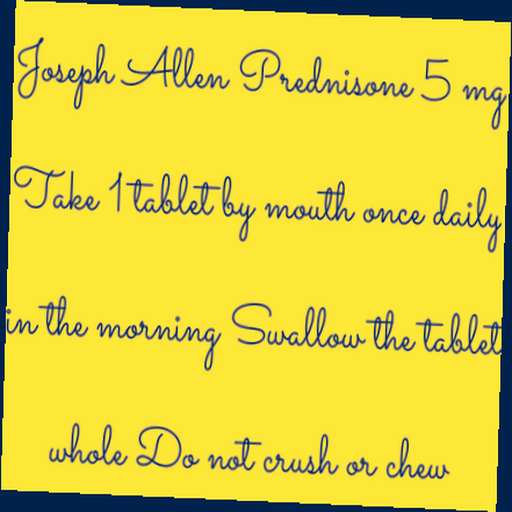 Joseph Allen Prednisone 5 mg
Take 1 tablet by mouth once daily
in the morning Swallow the tablet
whole Do not crush or chew